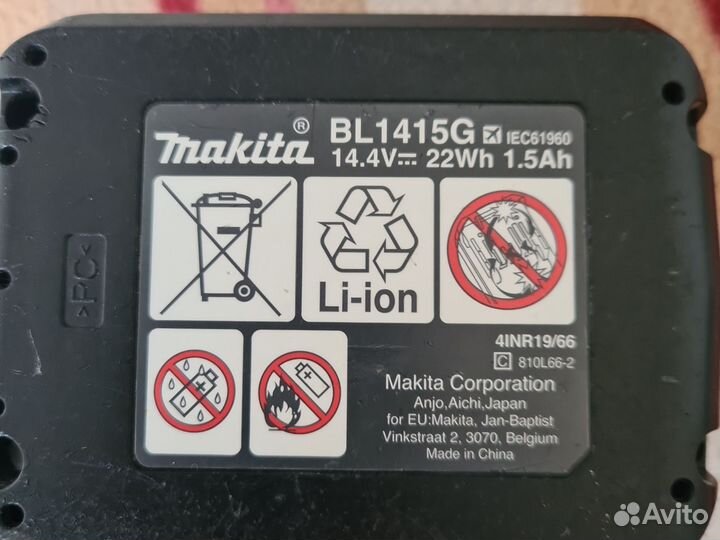 makita®
BL1415G IEC61960
14.4V⎓ 22Wh 1.5Ah
Li-ion
>PC<
4INR19/66
C 810L66-2
Makita Corporation
Anjo,Aichi,Japan
for EU:Makita, Jan-Baptist
Vinkstraat 2, 3070, Belgium
Made in China
Avito